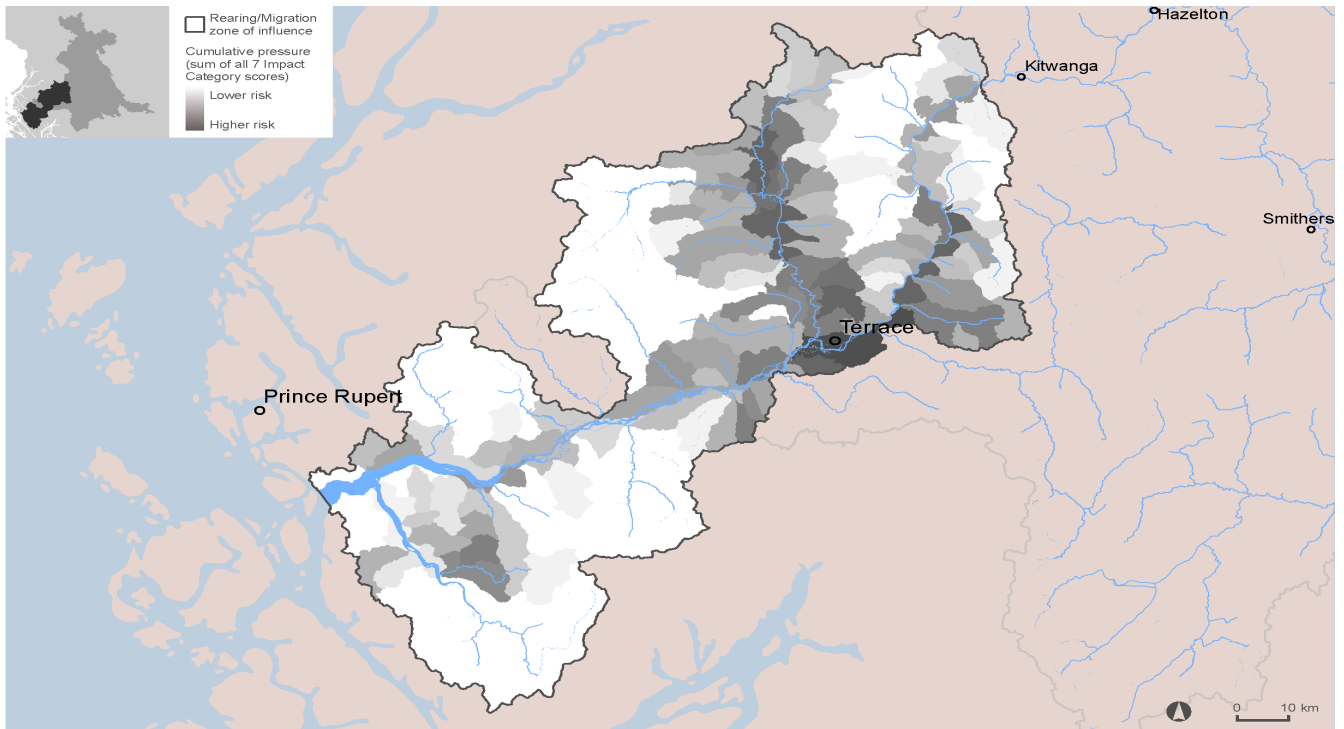 Rearing/Migration
zone of influence
Cumulative pressure
(sum of all 7 Impact
Category scores)
Lower risk
Higher risk
Hazelton
Kitwanga
Smithers
Terrace
Prince Rupert
0 10 km